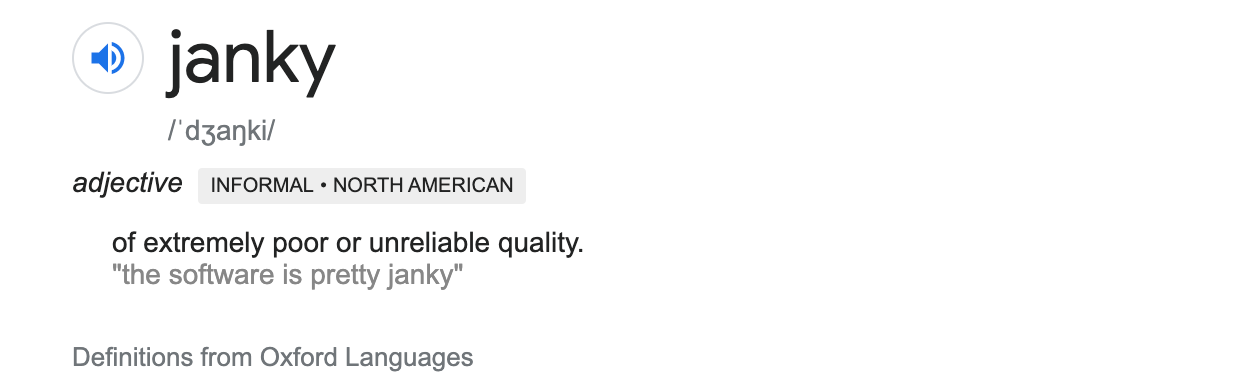 janky
/ˈdʒaŋki/
adjective INFORMAL • NORTH AMERICAN
of extremely poor or unreliable quality.
"the software is pretty janky"
Definitions from Oxford Languages